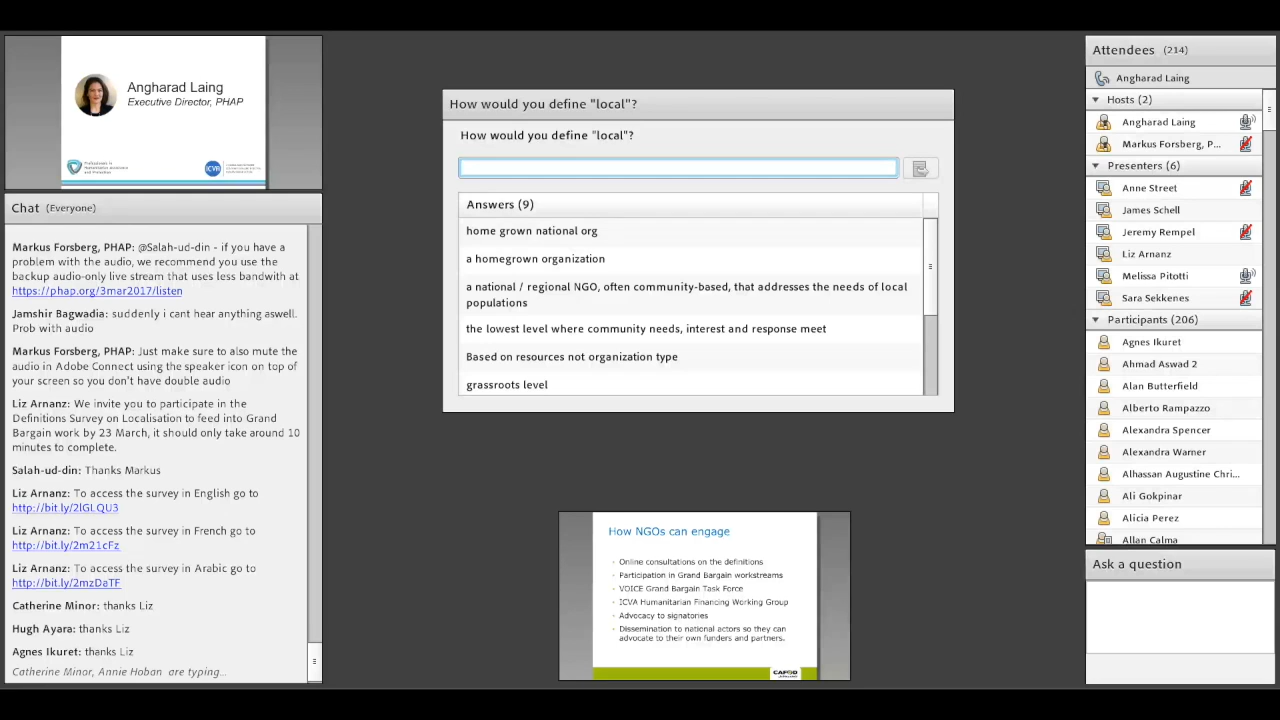 Angharad Laing
Executive Director, PHAP
ICVA
Chat (Everyone)
Markus Forsberg, PHAP: @Salah-ud-din - if you have a
problem with the audio, we recommend you use the
backup audio-only live stream that uses less bandwith at
https://phap.org/3mar2017/listen
Jamshir Bagwadia: suddenly i cant hear anything aswell.
Prob with audio
Markus Forsberg, PHAP: Just make sure to also mute the
audio in Adobe Connect using the speaker icon on top of
your screen so you don't have double audio
Liz Arnanz: We invite you to participate in the
Definitions Survey on Localisation to feed into Grand
Bargain work by 23 March, it should only take around 10
minutes to complete.
Salah-ud-din: Thanks Markus
Liz Arnanz: To access the survey in English go to
http://bit.ly/2lGLQU3
Liz Arnanz: To access the survey in French go to
http://bit.ly/2m21cFz
Liz Arnanz: To access the survey in Arabic go to
http://bit.ly/2mzDaTF
Catherine Minor: thanks Liz
Hugh Ayara: thanks Liz
Agnes Ikuret: thanks Liz
Catherine Minor, Annie Hoban are typing...
How would you define "local"?
How would you define "local"?
Answers (9)
home grown national org
a homegrown organization
a national / regional NGO, often community-based, that addresses the needs of local
populations
the lowest level where community needs, interest and response meet
Based on resources not organization type
grassroots level
How NGOs can engage
· Online consultations on the definitions
· Participation in Grand Bargain workstreams
· VOICE Grand Bargain Task Force
· ICVA Humanitarian Financing Working Group
· Advocacy to signatories
· Dissemination to national actors so they can
advocate to their own funders and partners.
CAFOD
Attendees (214)
Angharad Laing
Hosts (2)
Angharad Laing
Markus Forsberg, P...
Presenters (6)
Anne Street
James Schell
Jeremy Rempel
Liz Arnanz
Melissa Pitotti
Sara Sekkenes
Participants (206)
Agnes Ikuret
Ahmad Aswad 2
Alan Butterfield
Alberto Rampazzo
Alexandra Spencer
Alexandra Warner
Alhassan Augustine Chri...
Ali Gokpinar
Alicia Perez
Allan Calma
Ask a question